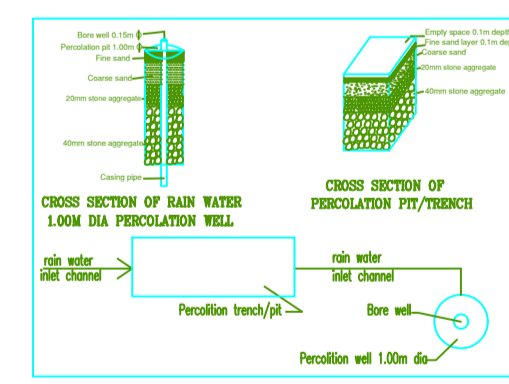 Bore well 0.15m ϕ
Percolation pit 1.00m ϕ
Fine sand
Coarse sand
20mm stone aggregate
40mm stone aggregate
Casing pipe
CROSS SECTION OF RAIN WATER
1.00M DIA PERCOLATION WELL
Empty space 0.1m depth
Fine sand layer 0.1m de
Coarse sand
20mm stone aggregate
40mm stone aggregate
CROSS SECTION OF
PERCOLATION PIT/TRENCH
rain water
inlet channel
Percolition trench/pit
rain water
inlet channel
Bore well
Percolition well 1.00m dia